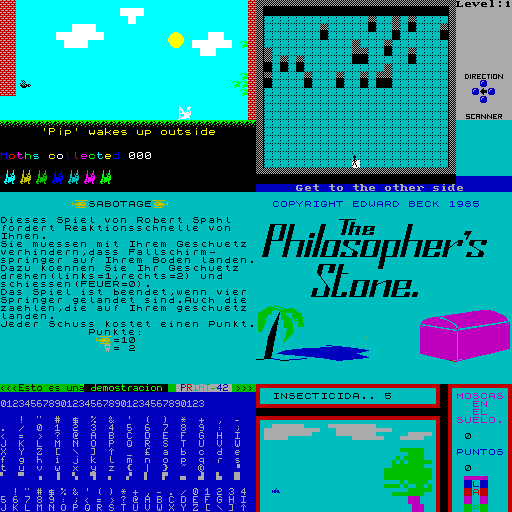 Level:1
DIRECTION
SCANNER
'Pip' wakes up outside
Moths collected 000
Get to the other side
SABOTAGE
Dieses Spiel von Robert Spahl
fordert Reaktionsschnelle von
Ihnen.
Sie muessen mit Ihrem Geschuetz
verhindern,dass Fallschirm-
springer auf Ihrem Boden landen.
Dazu koennen Sie Ihr Geschuetz
drehen(links=1,rechts=2) und
schiessen(FEUER=0).
Das Spiel ist beendet,wenn vier
Springer gelandet sind.Auch die
zaehlen,die auf Ihrem geschuetz
landen.
Jeder Schuss kostet einen Punkt.
Punkte:
=10
= 2
COPYRIGHT EDWARD BECK 1985
The
Philosopher's
Stone.
<<<Esto es una demostracion PRINT-42 >>>
012345678901234567890123456789012345678901 23
INSECTICIDA.. 5
MOSCAS
EN
EL
SUELO.
0
PUNTOS
0